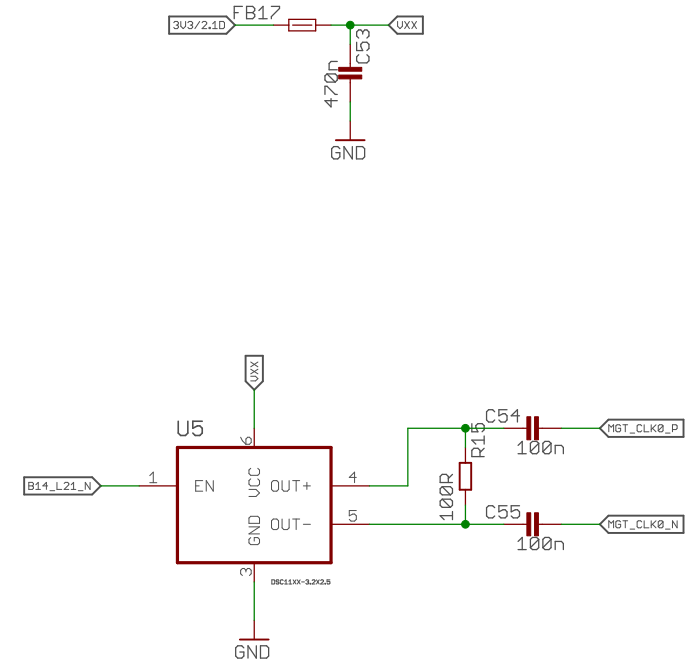 FB17
3V3/2.1D
VXX
C53
470n
GND
VXX
U5
6
C54
MGT_CLK0_P
R15
100n
B14_L21_N
1
EN
VCC
OUT+
4
100R
C55
GND
OUT-
5
MGT_CLK0_N
100n
3
DSC11XX-3.2X2.5
GND